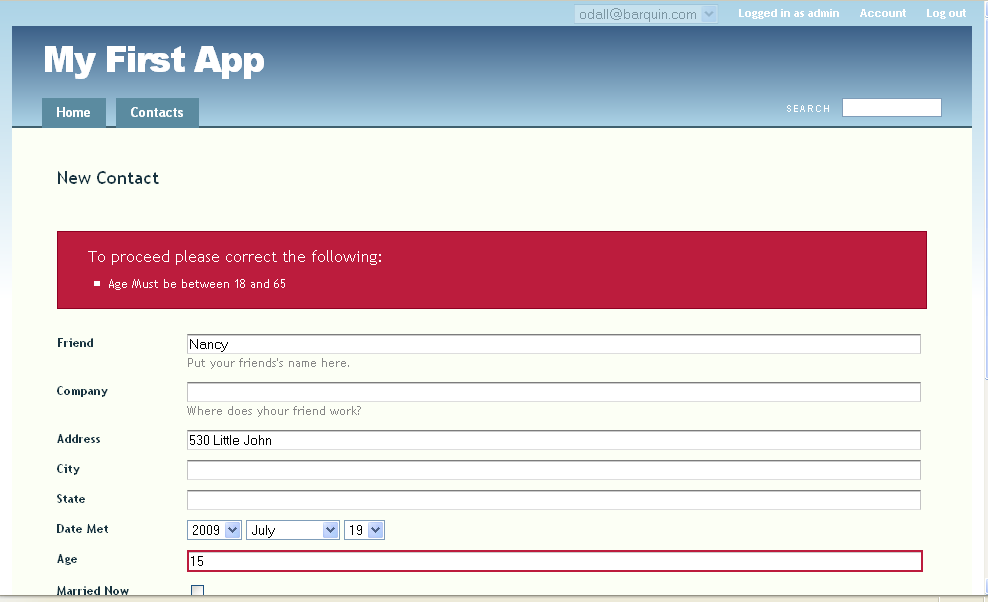 odall@barquin.com Logged in as admin Account Log out
My First App
Home Contacts SEARCH
New Contact
To proceed please correct the following:
Age Must be between 18 and 65
Friend Nancy
Put your friends's name here.
Company
Where does yhour friend work?
Address 530 Little John
City
State
Date Met 2009 July 19
Age 15
Married Now